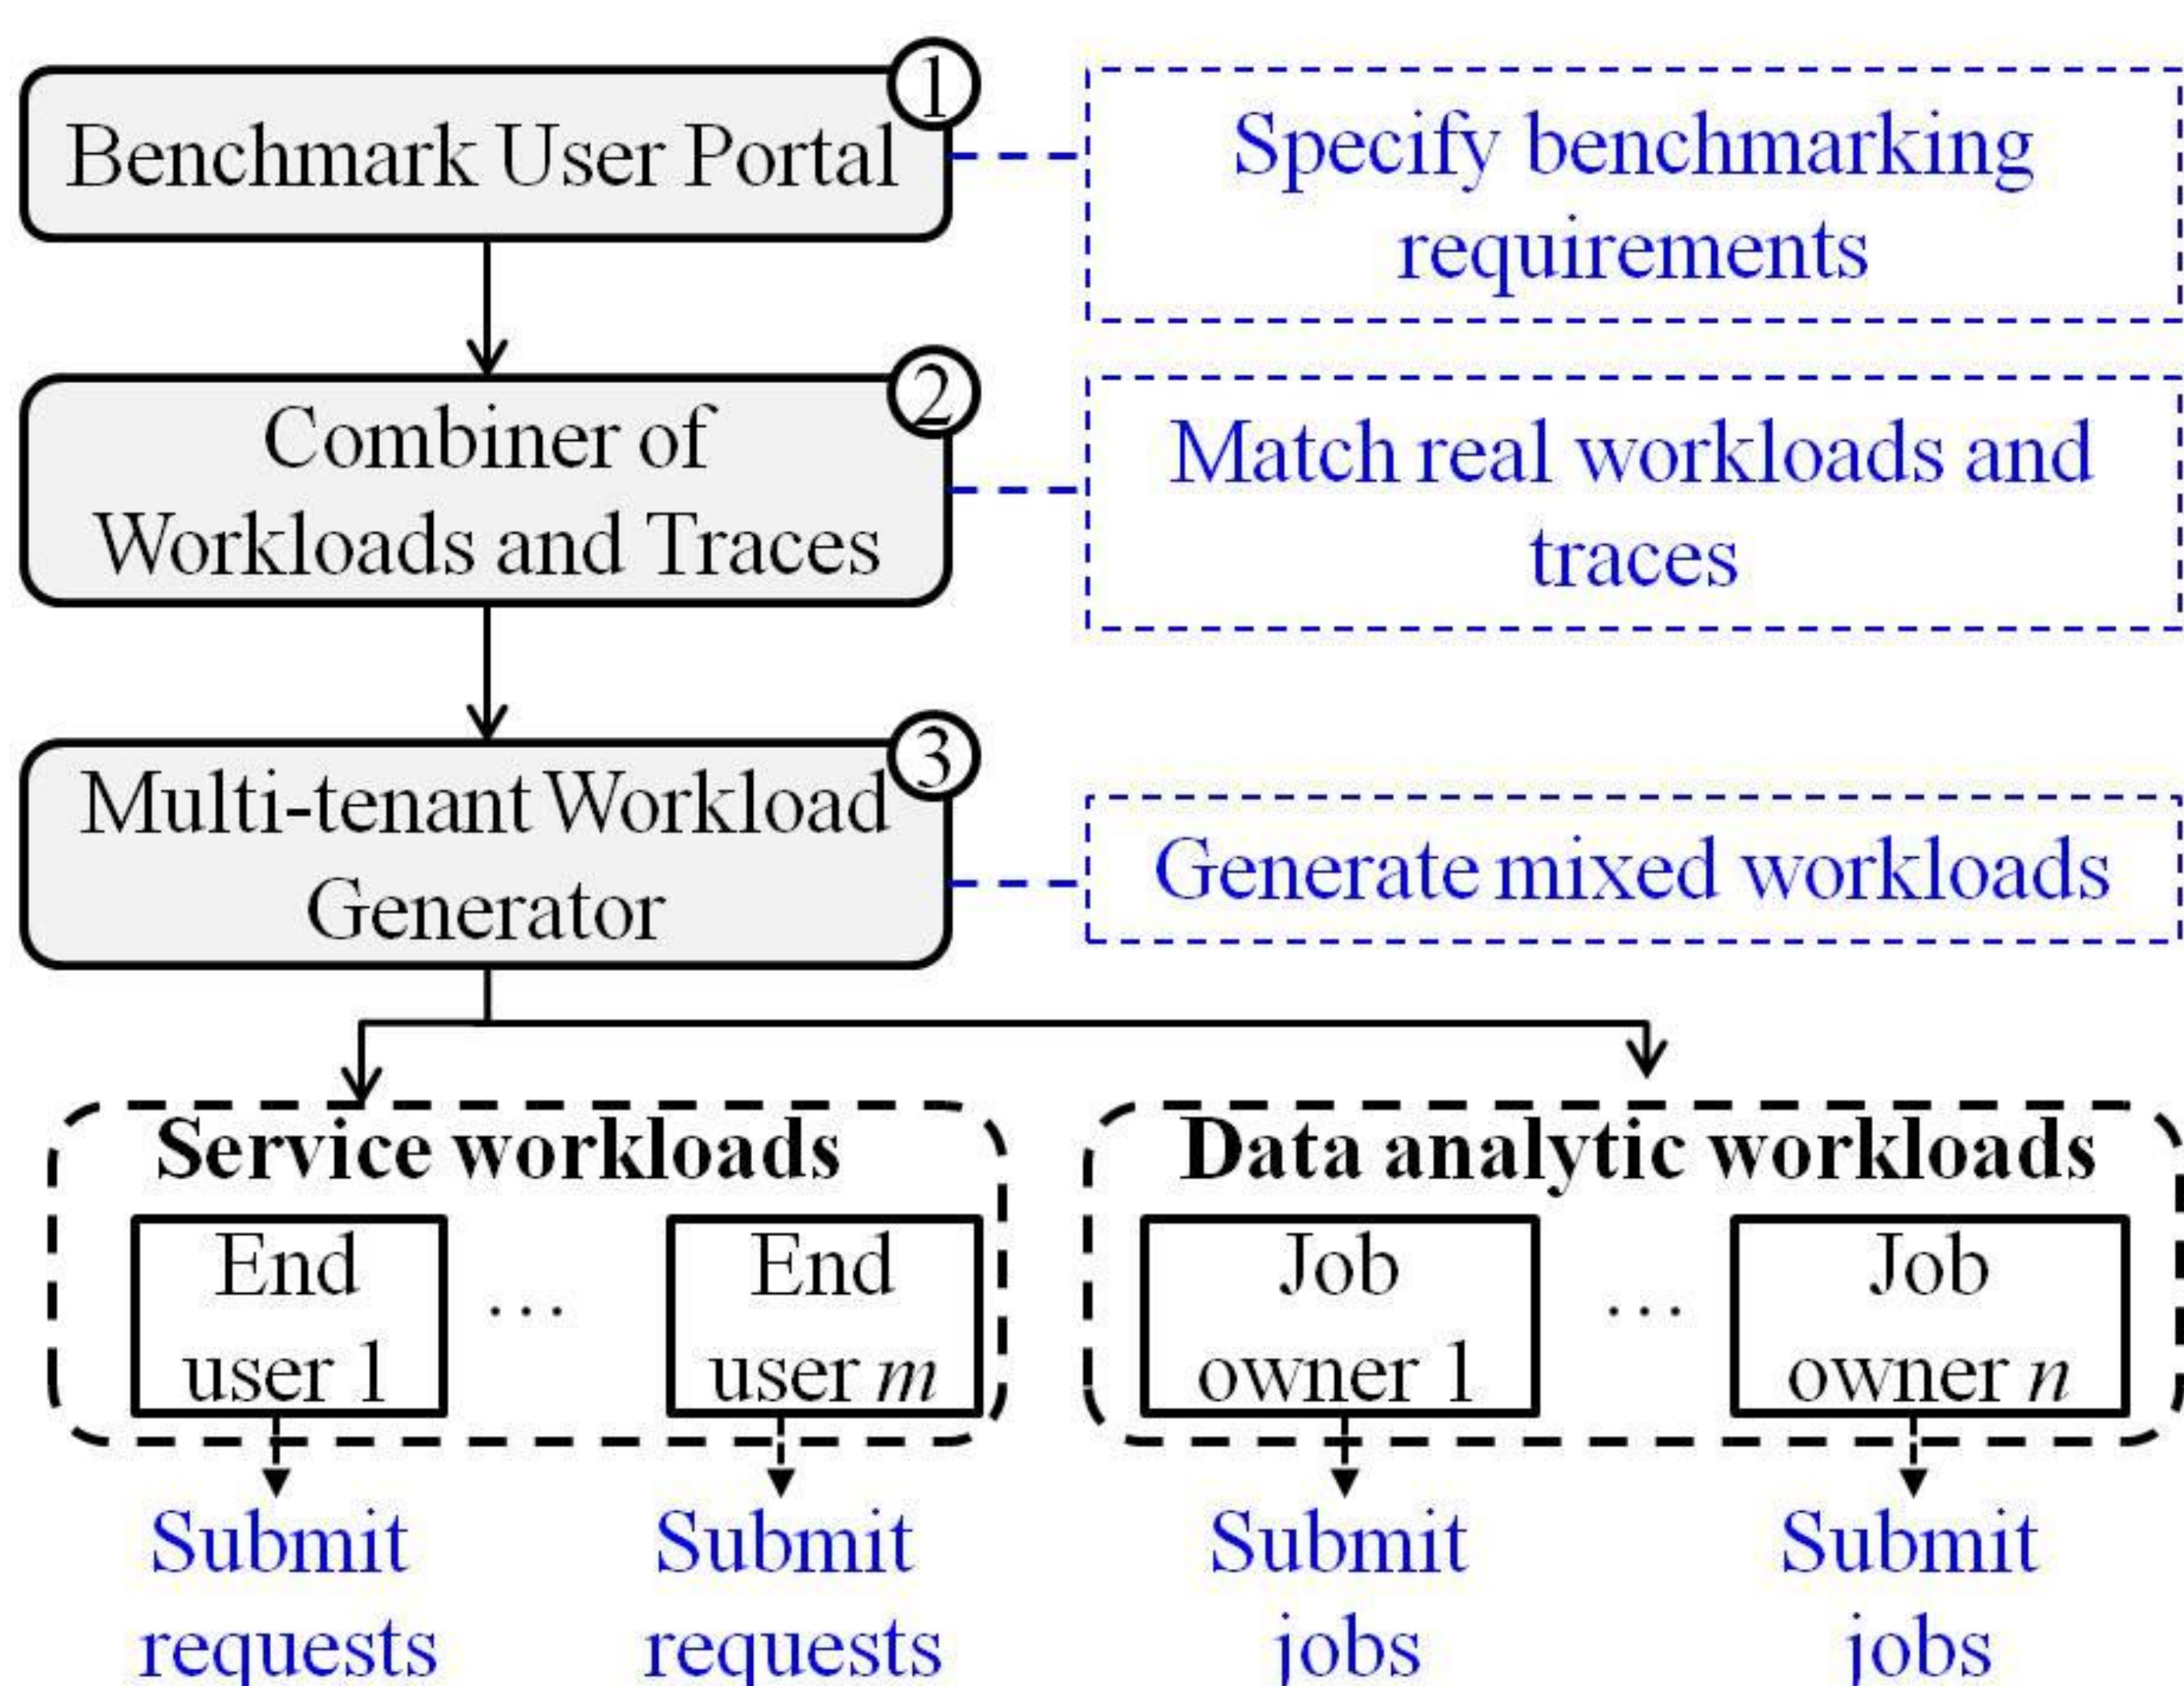 1
Benchmark User Portal
Specify benchmarking
requirements
2
Combiner of
Workloads and Traces
Match real workloads and
traces
3
Multi-tenant Workload
Generator
Generate mixed workloads
Service workloads
End
user 1
...
End
user m
Submit
requests
Submit
requests
Data analytic workloads
Job
owner 1
...
Job
owner n
Submit
jobs
Submit
jobs